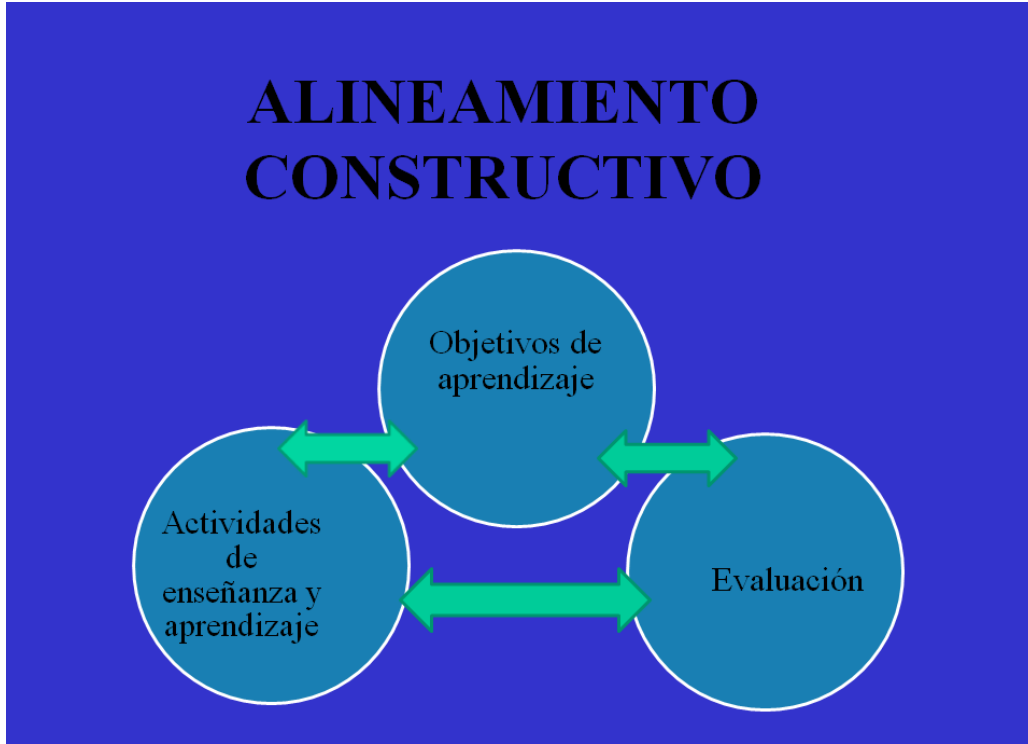 ALINEAMIENTO
CONSTRUCTIVO
Objetivos de
aprendizaje
Actividades
de
enseñanza y
aprendizaje
Evaluación